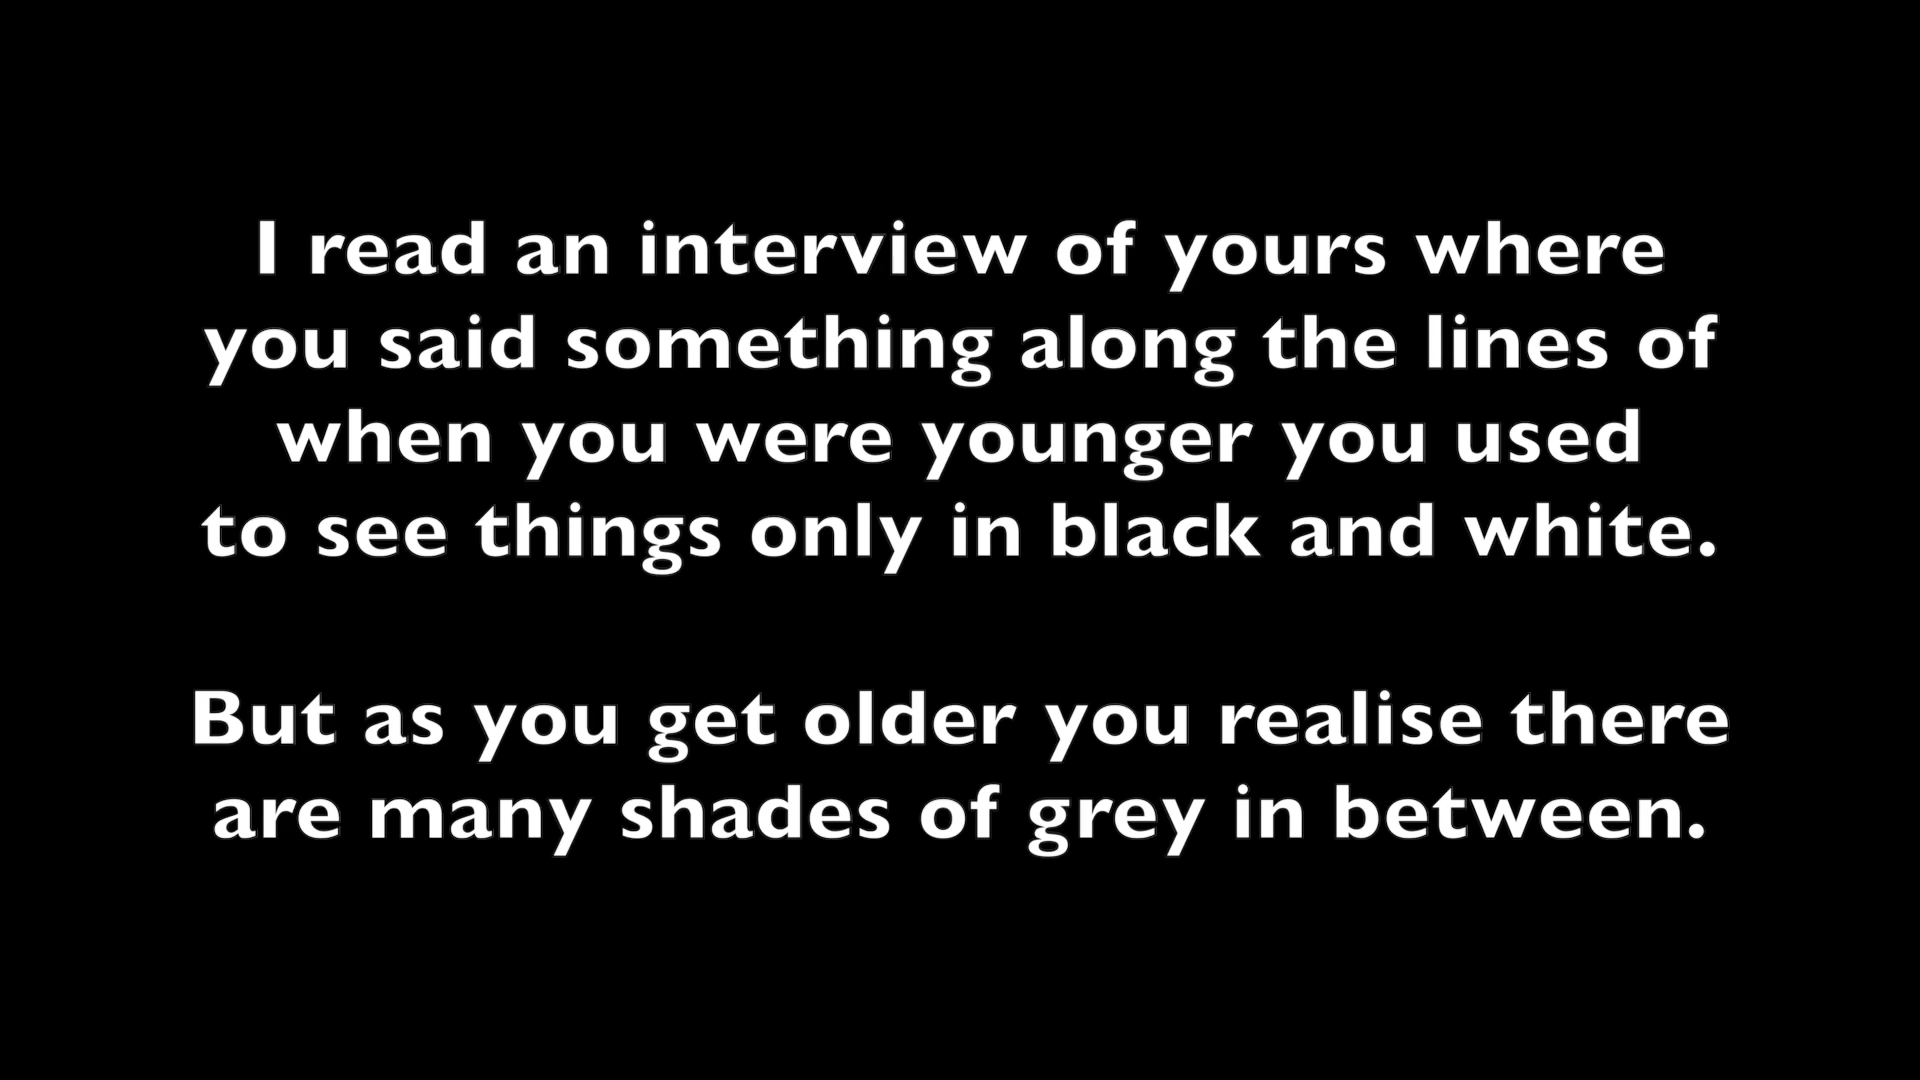 I read an interview of yours where
you said something along the lines of
when you were younger you used
to see things only in black and white.
But as you get older you realise there
are many shades of grey in between.